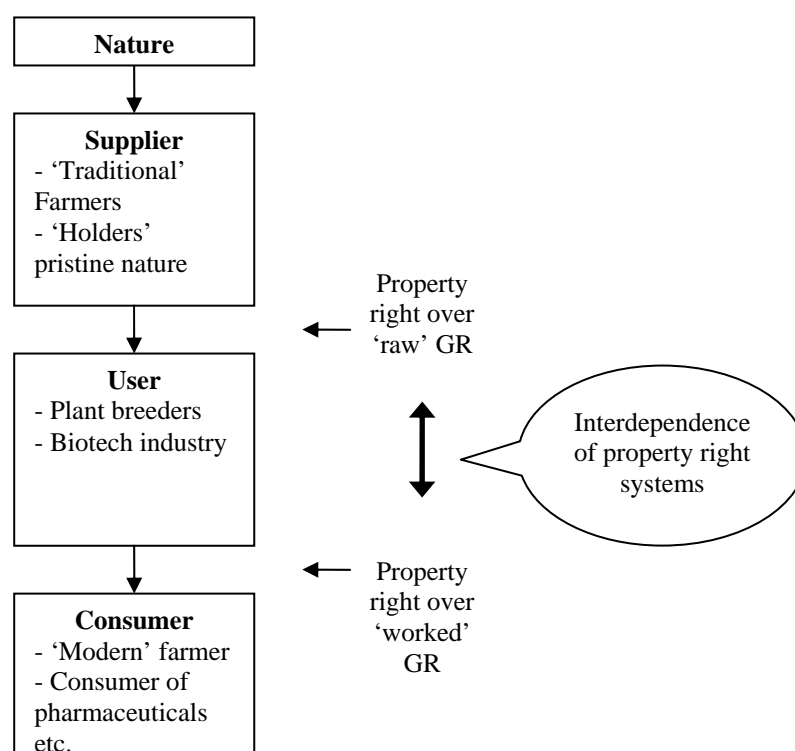 Nature
Supplier
- ‘Traditional’
Farmers
- ‘Holders’
pristine nature
Property
right over
‘raw’ GR
User
- Plant breeders
- Biotech industry
Interdependence
of property right
systems
Property
right over
‘worked’
GR
Consumer
- ‘Modern’ farmer
- Consumer of
pharmaceuticals
etc.